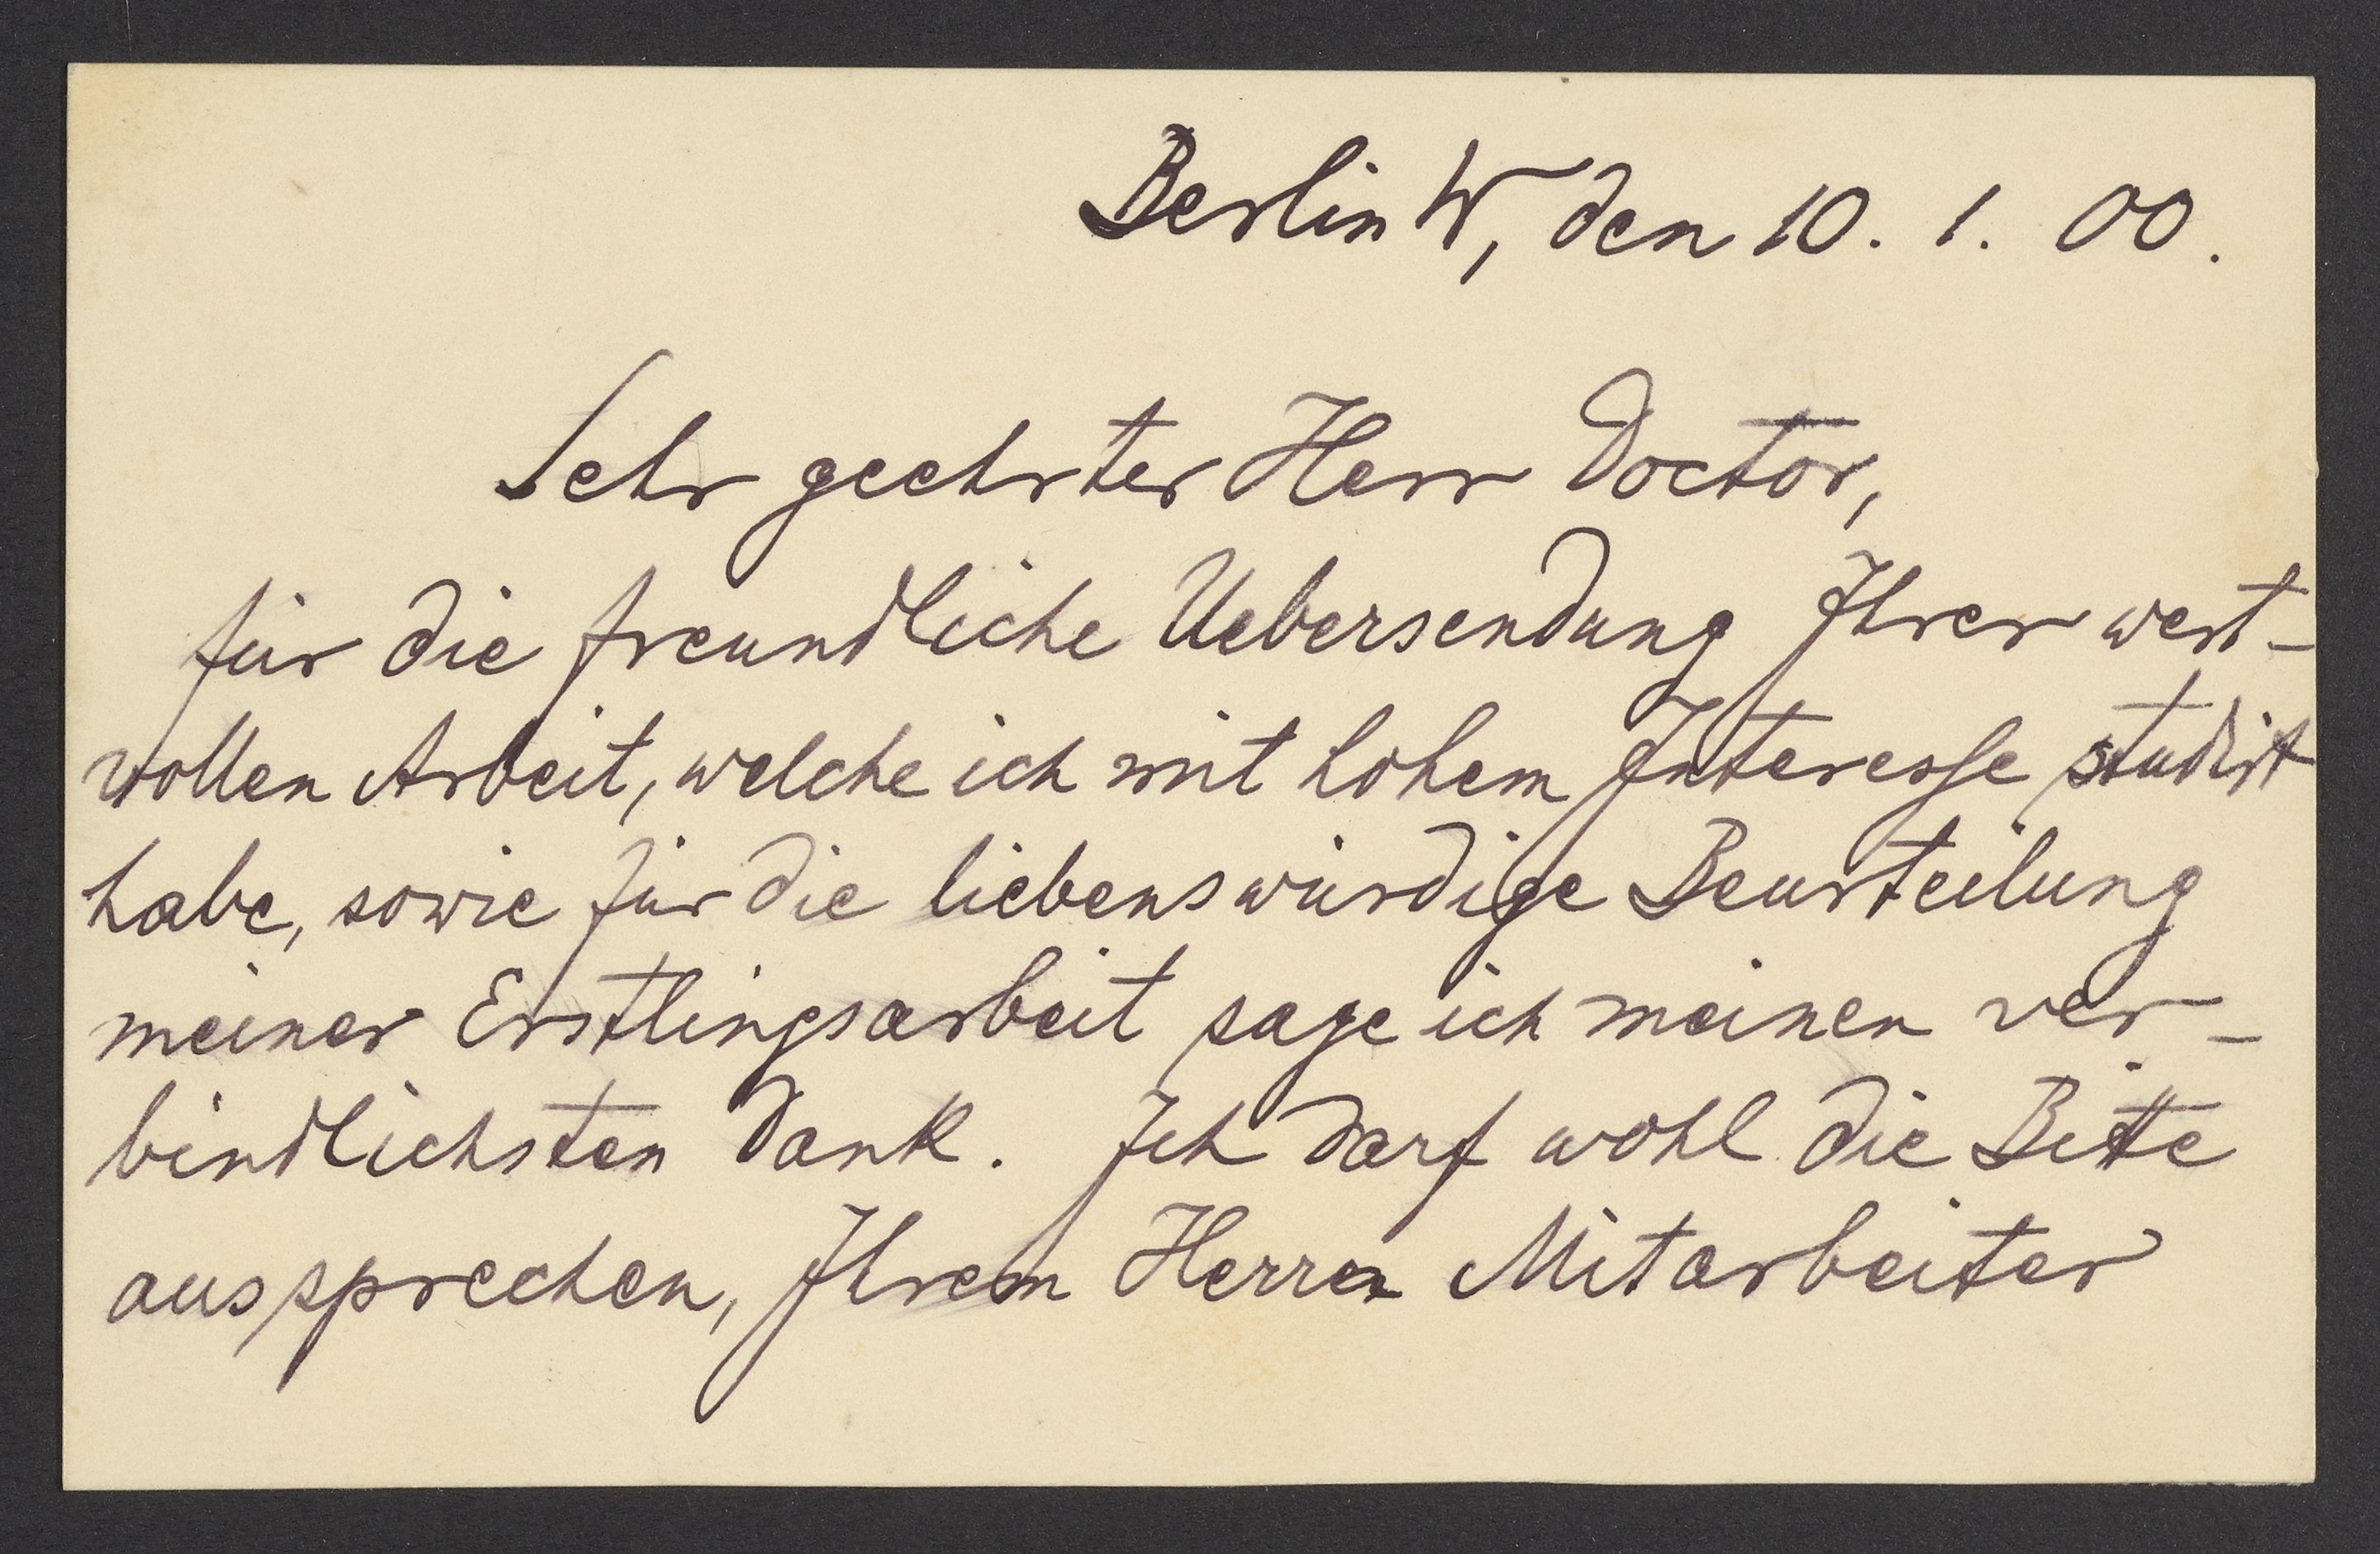 Berlin W, den 10. 1. 00.
Sehr geehrter Herr Doctor,
für die freundliche Uebersendung Ihrer wert-
vollen Arbeit, welche ich mit hohem Interesse studirt
habe, sowie für die liebenswürdige Beurteilung
meiner Erstlingsarbeit sage ich meinen ver-
bindlichsten Dank. Ich darf wohl die Bitte
aussprechen, Ihrem Herren Mitarbeiter